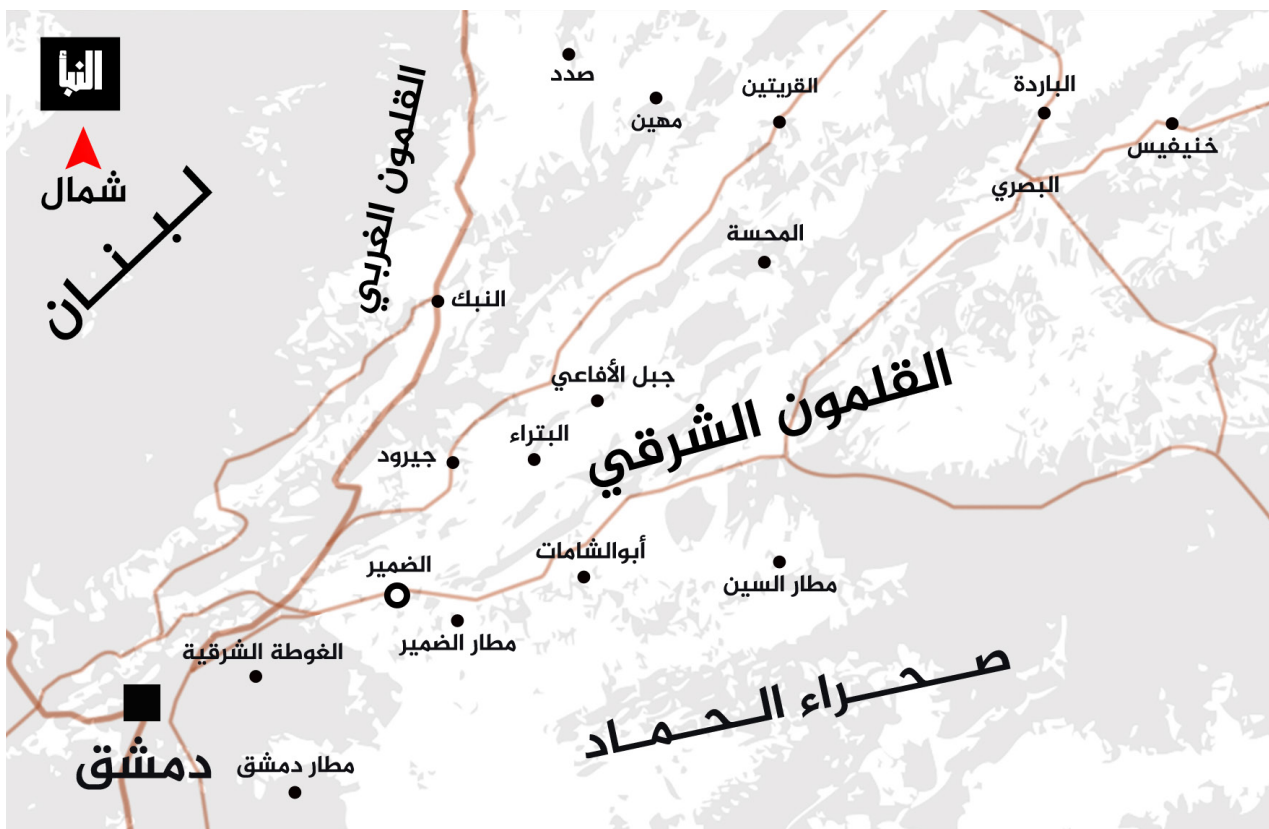 النبأ
شمال
لبنان
القلمون الغربي
صدد
مهين
القريتين
الباردة
خنيفيس
البصري
المحسة
النبك
جبل الأفاعي
القلمون الشرقي
البتراء
جيرود
أبوالشامات
الضمير
مطار السين
مطار الضمير
الغوطة الشرقية
صحراء الحماد
دمشق
مطار دمشق